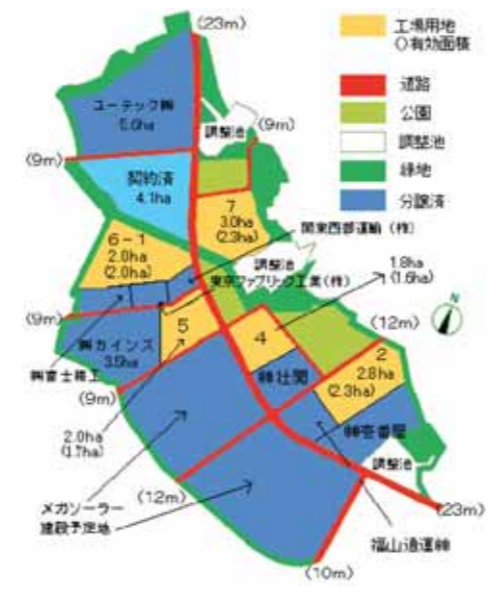 (23m)
工場用地
○有効面積
道路
公園
調整池
緑地
分譲済
ユーテック㈱
5.6ha
調整池
(9m)
(9m)
契約済
4.1ha
7
3.0ha
(2.3ha)
関東西部運輸(株)
6-1
2.0ha
(2.0ha)
調整池
東京ファブリック工業(株)
1.8ha
(1.6ha)
N
(9m)
5
4
(12m)
㈱カインズ
3.5ha
㈱富士精工
(9m)
㈱壮関
2
2.8ha
(2.3ha)
㈱壱番屋
2.0ha
(1.7ha)
調整池
メガソーラー
建設予定地
(12m)
(23m)
福山通運㈱
(10m)